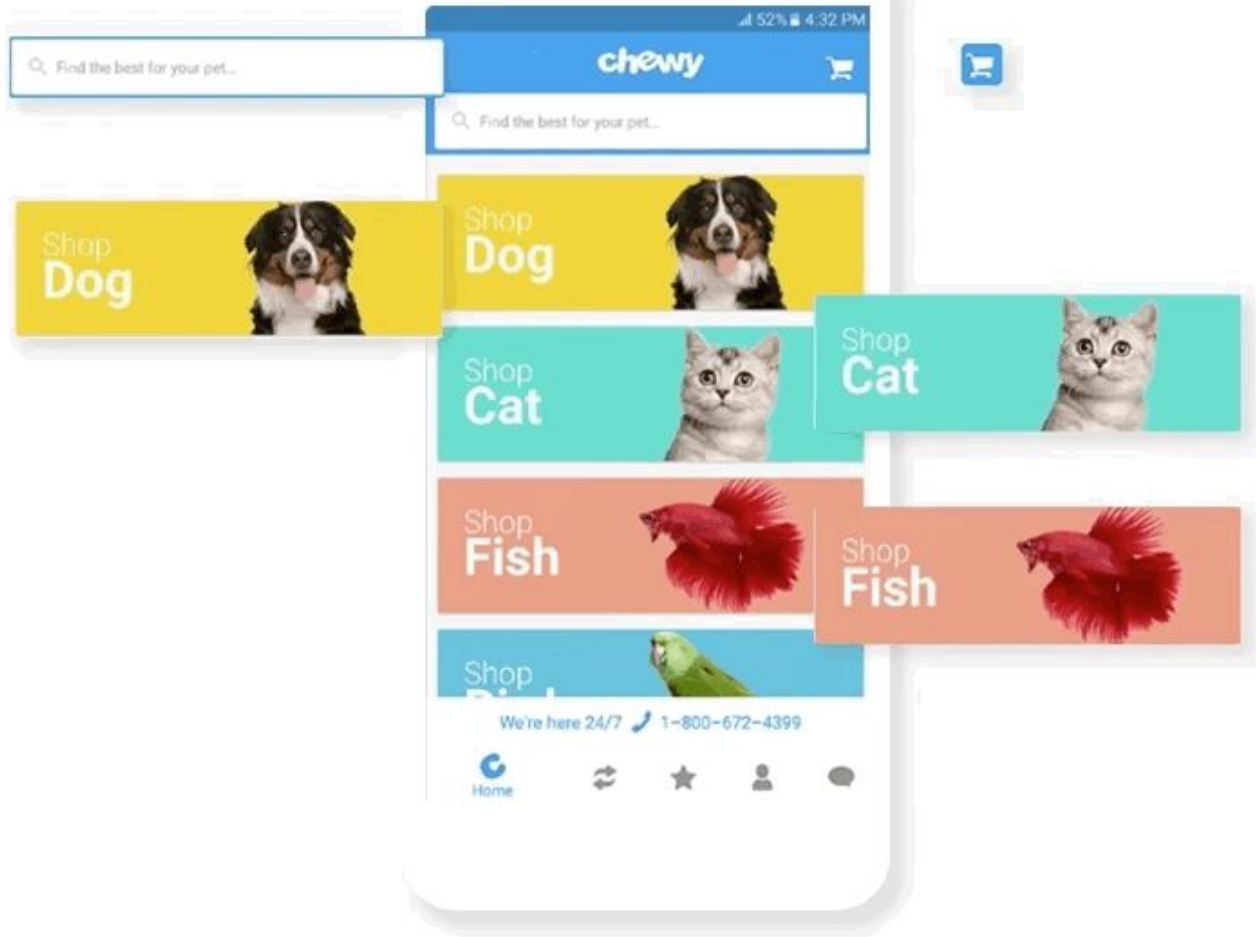 52% 4:32 PM
chewy
Find the best for your pet...
Find the best for your pet...
Shop
Dog
Shop
Dog
Shop
Cat
Shop
Cat
Shop
Fish
Shop
Fish
Shop
We're here 24/7 1-800-672-4399
Home